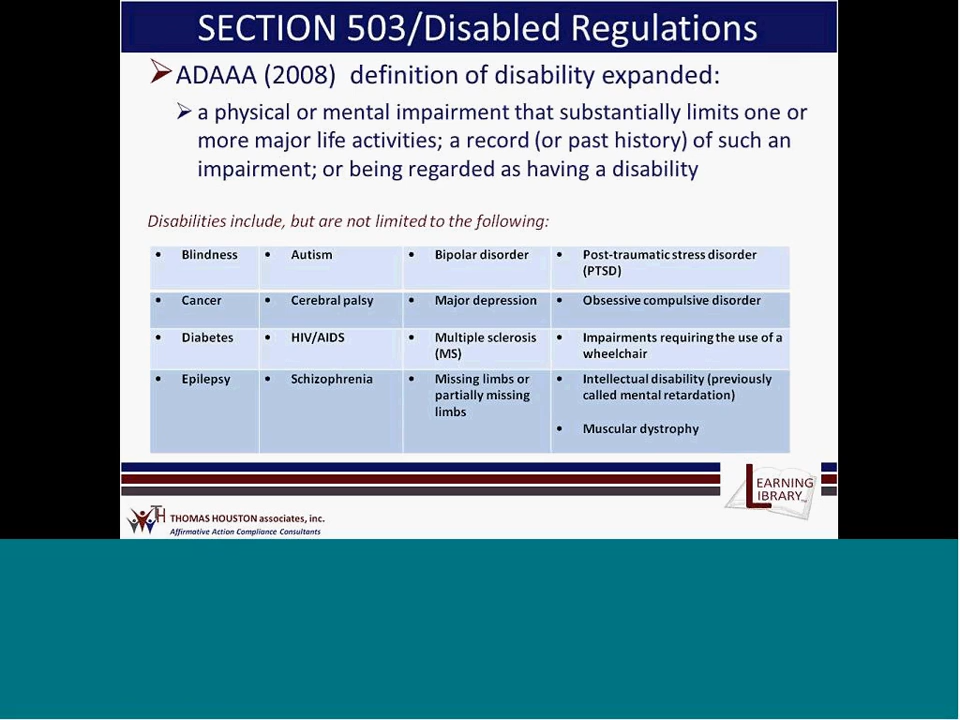 SECTION 503/Disabled Regulations
ADAAA (2008) definition of disability expanded:
a physical or mental impairment that substantially limits one or
more major life activities; a record (or past history) of such an
impairment; or being regarded as having a disability
Disabilities include, but are not limited to the following:
• Blindness • Autism • Bipolar disorder • Post-traumatic stress disorder
(PTSD)
• Cancer • Cerebral palsy • Major depression • Obsessive compulsive disorder
• Diabetes • HIV/AIDS • Multiple sclerosis • Impairments requiring the use of a
(MS) wheelchair
• Epilepsy • Schizophrenia • Missing limbs or • Intellectual disability (previously
partially missing called mental retardation)
limbs
• Muscular dystrophy
LEARNING
LIBRARY
TH THOMAS HOUSTON associates, inc.
Affirmative Action Compliance Consultants